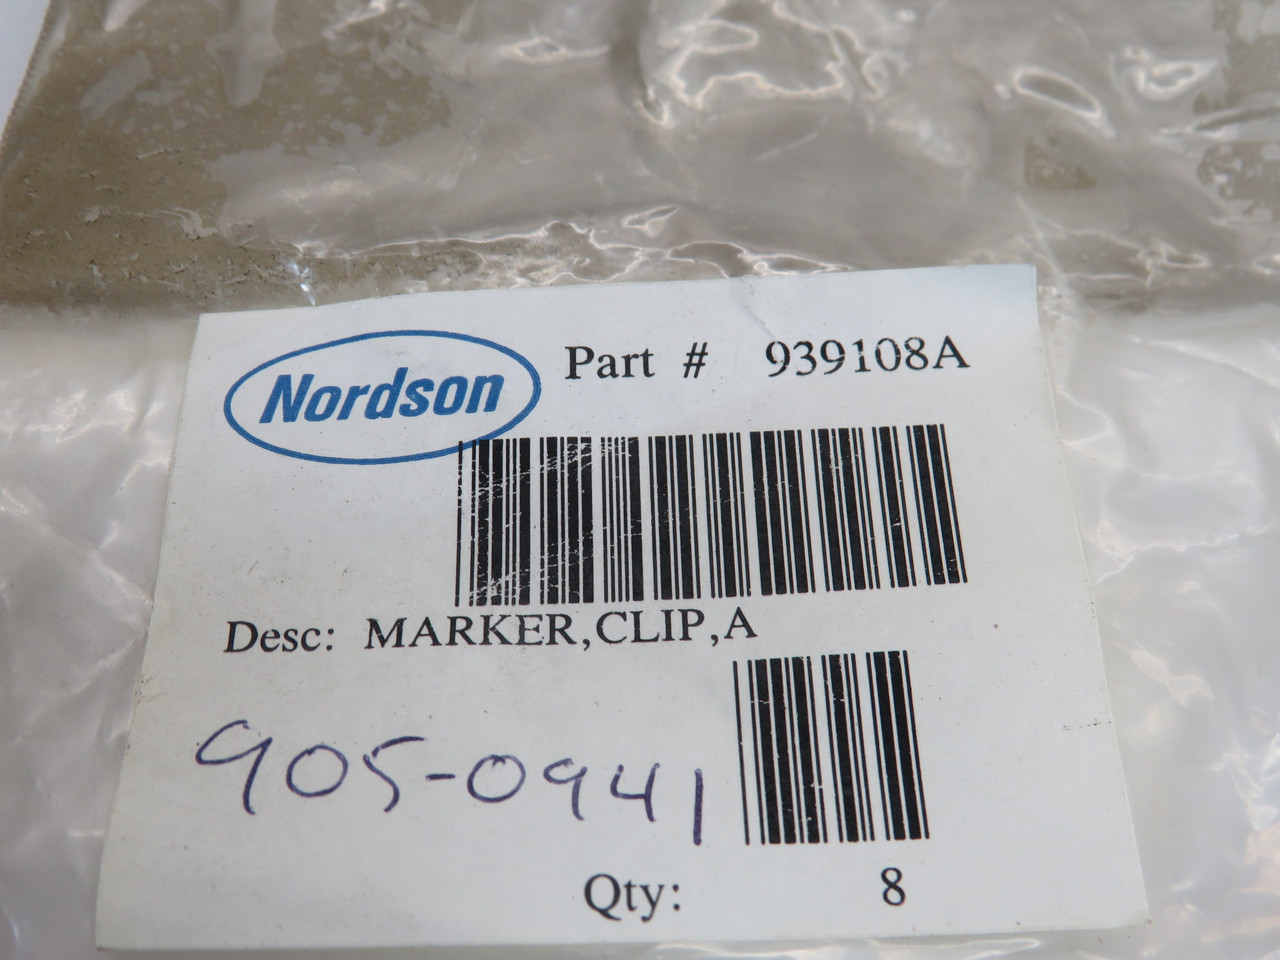 Nordson
Part # 939108A
Desc: MARKER,CLIP,A
905-0941
Qty: 8